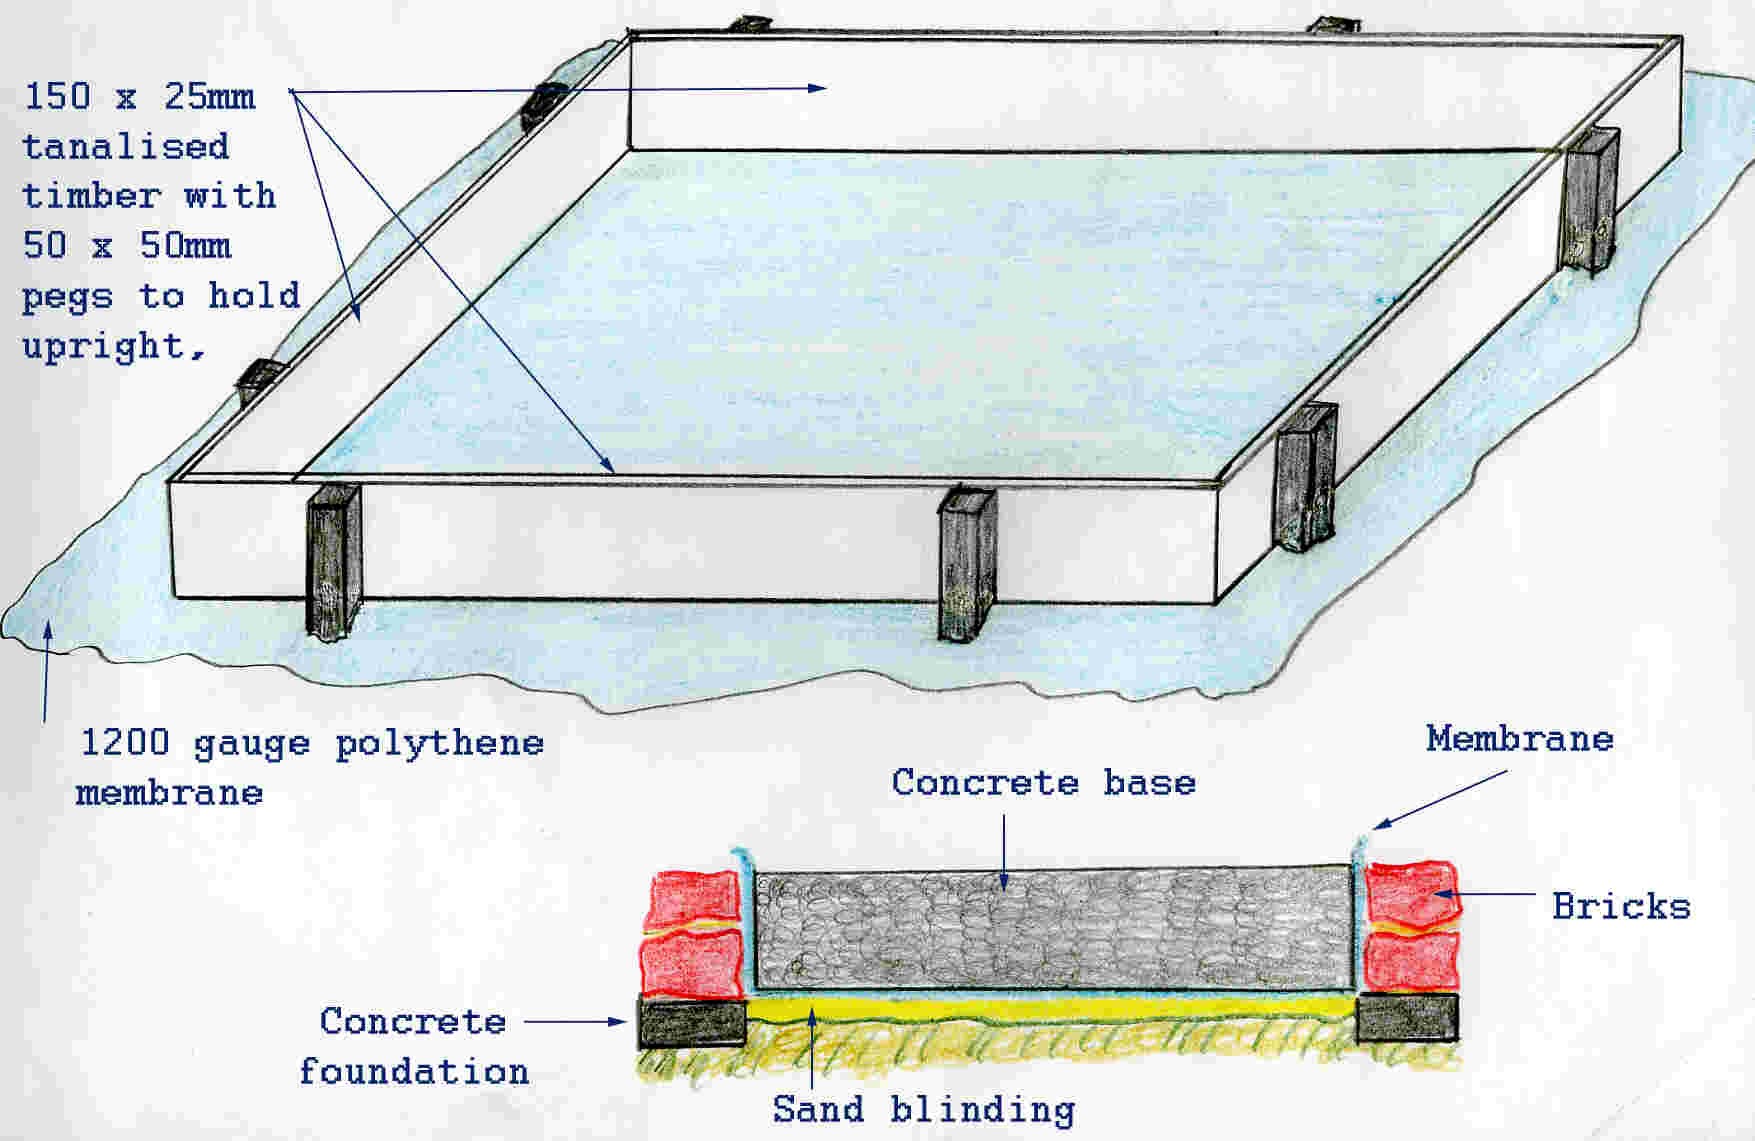 150 x 25mm
tanalised
timber with
50 x 50mm
pegs to hold
upright,
1200 gauge polythene
membrane
Membrane
Concrete base
Bricks
Concrete
foundation
Sand blinding